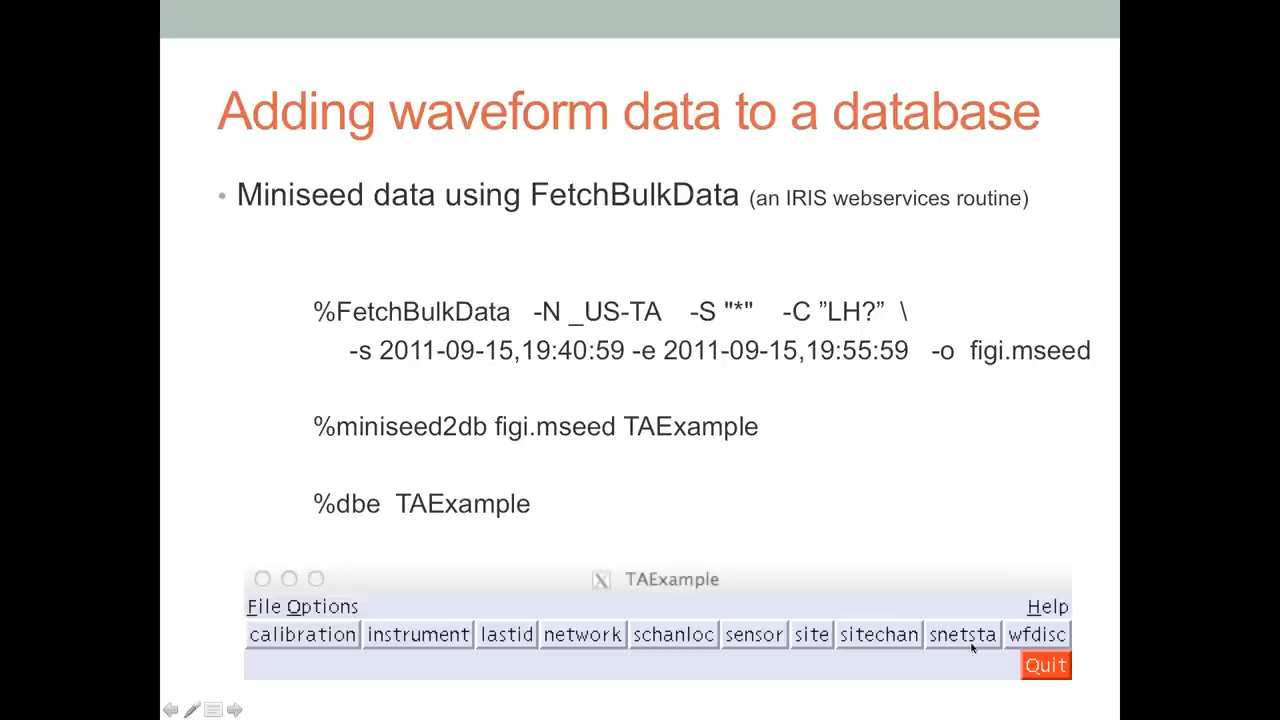 Adding waveform data to a database
• Miniseed data using FetchBulkData (an IRIS webservices routine)
%FetchBulkData -N _US-TA -S "*" -C ”LH?” \
-s 2011-09-15,19:40:59 -e 2011-09-15,19:55:59 -o figi.mseed
%miniseed2db figi.mseed TAExample
%dbe TAExample
X TAExample
File Options Help
calibration instrument lastid network schanloc sensor site sitechan snetsta wfdisc
Quit